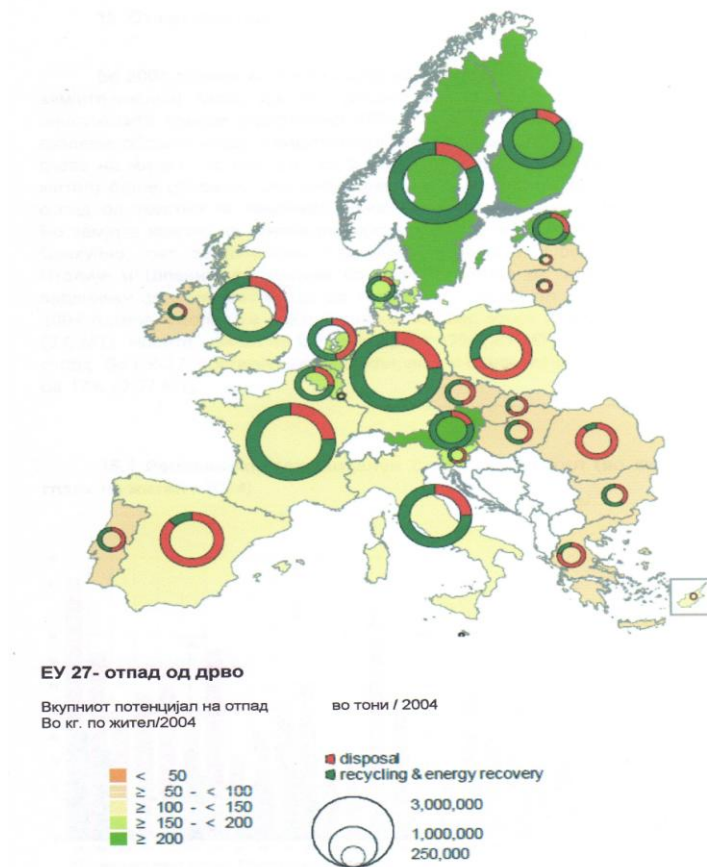 ЕУ 27- отпад од дрво
Вкупниот потенцијал на отпад во тони / 2004
Во кг. по жител/2004
< 50
≥ 50 - < 100
≥ 100 - < 150
≥ 150 - < 200
≥ 200
disposal
recycling & energy recovery
3,000,000
1,000,000
250,000